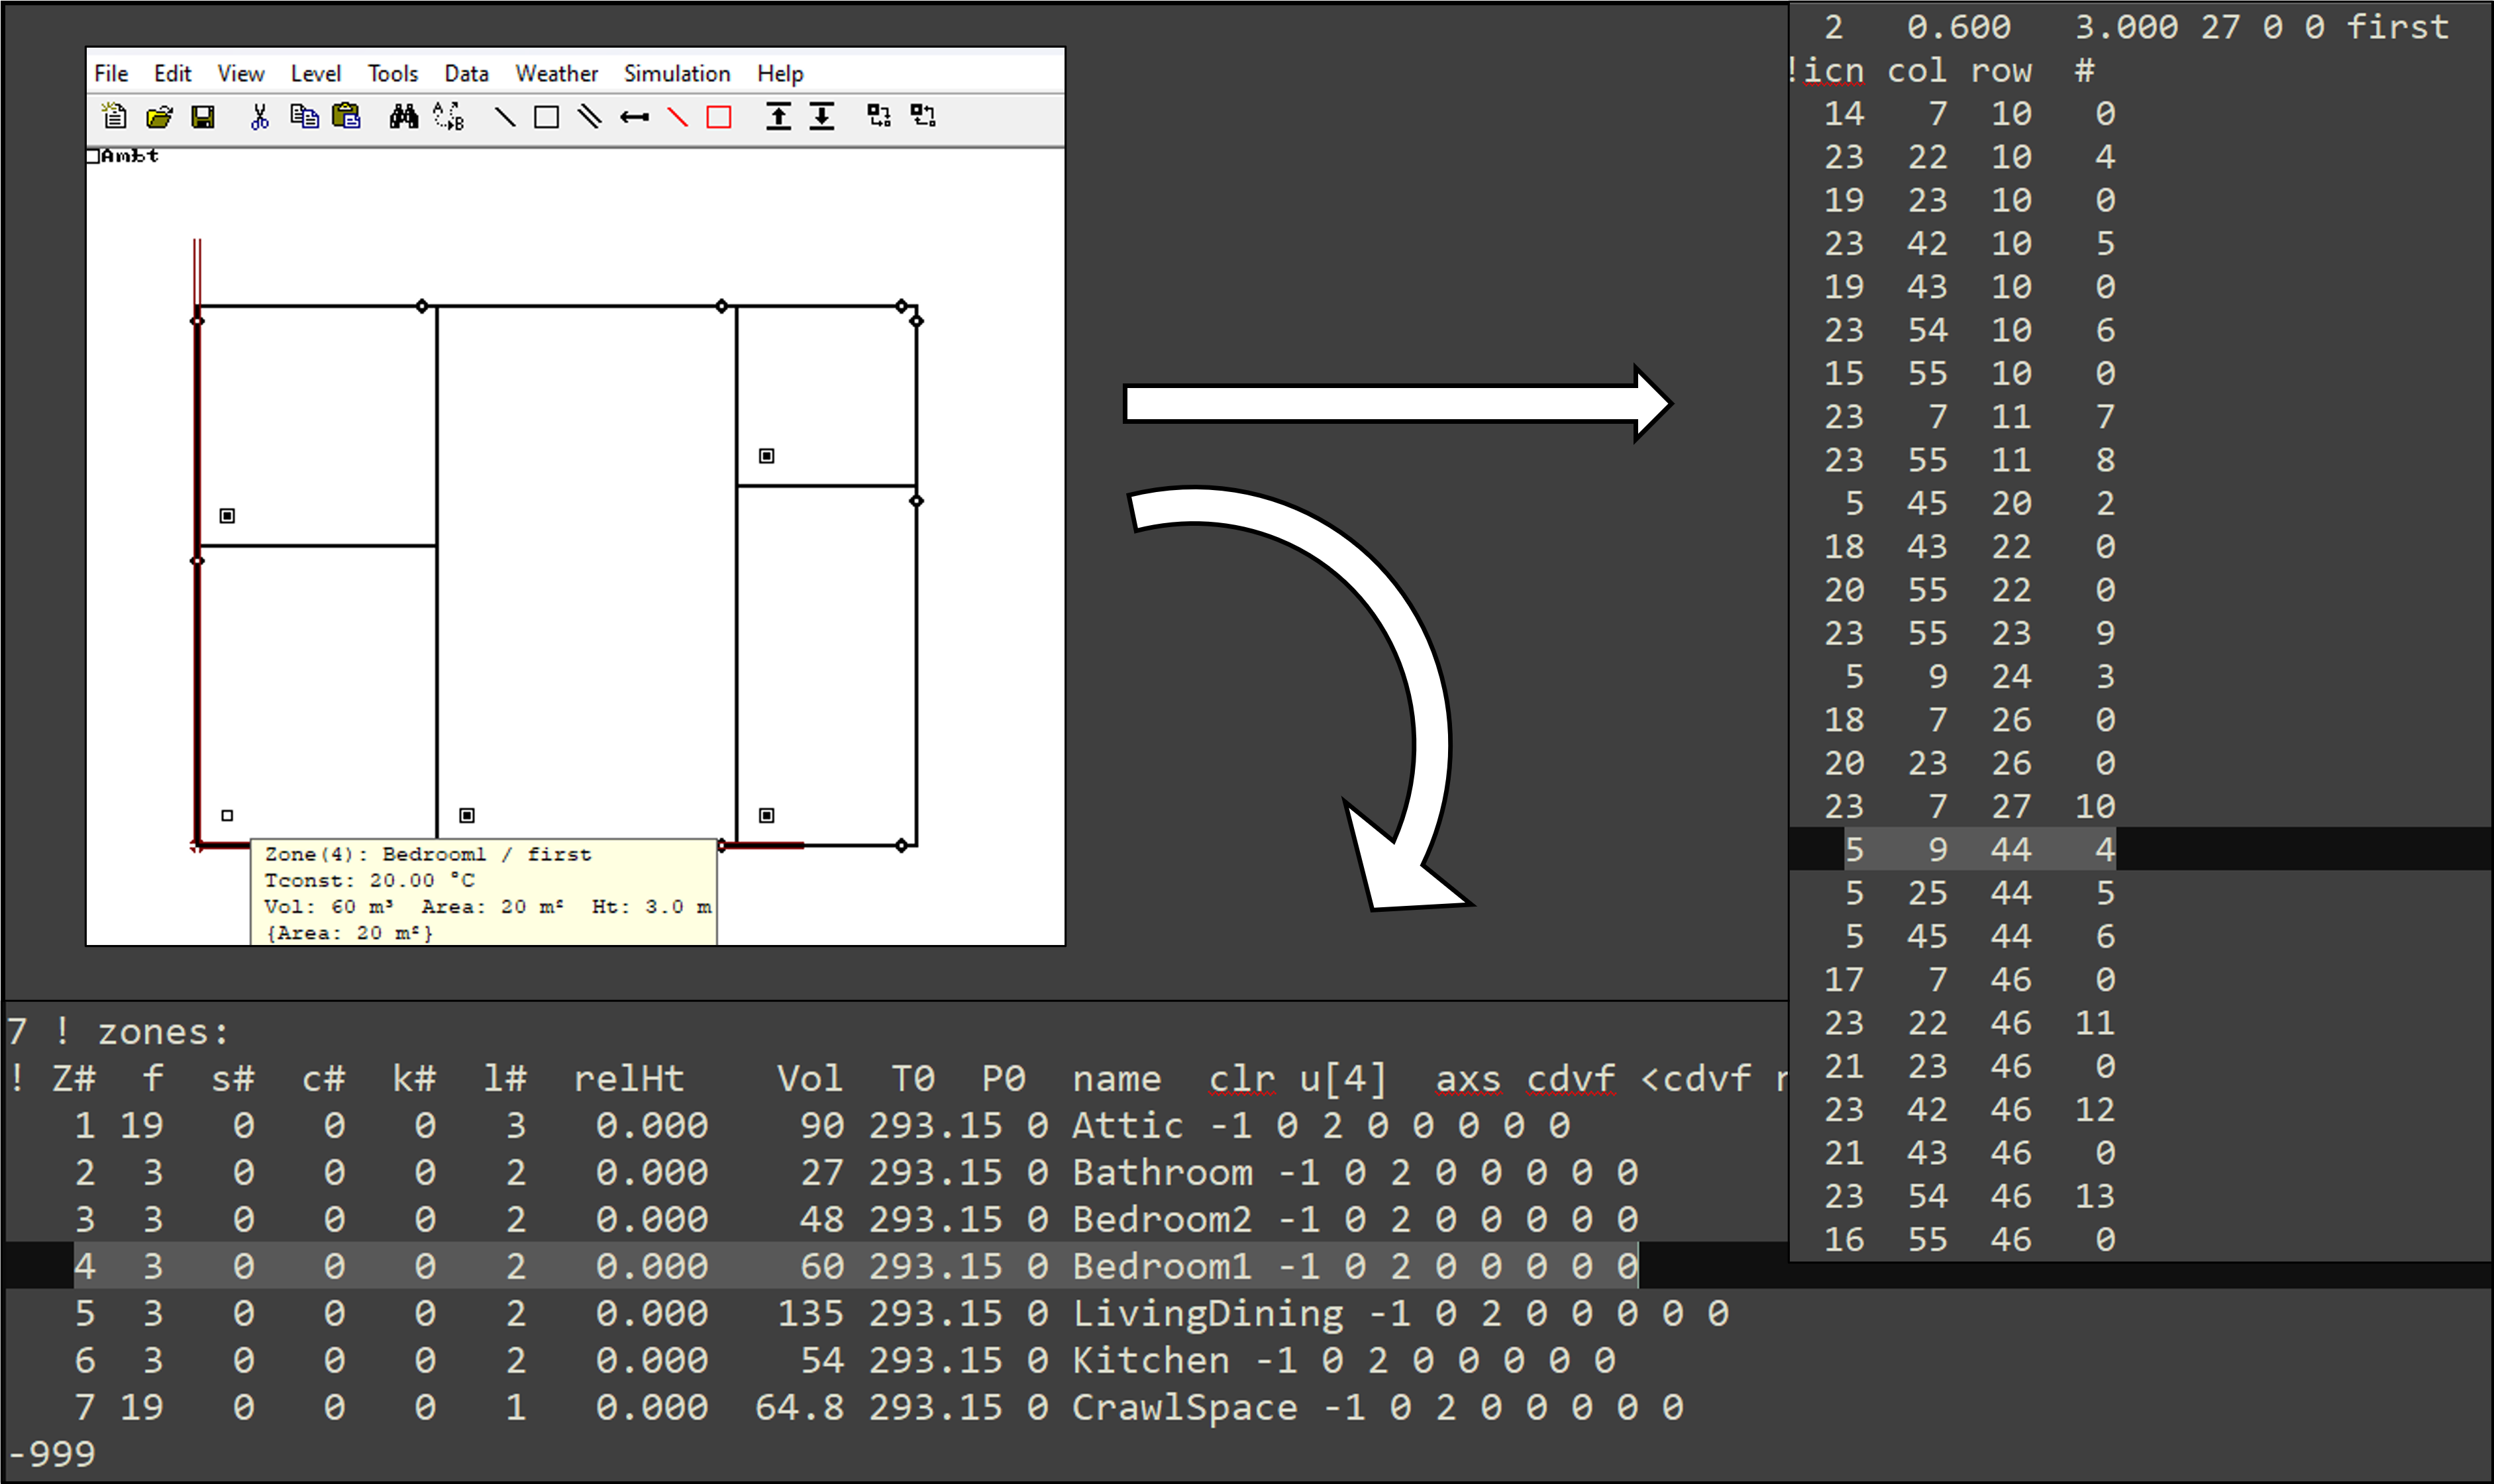 File Edit View Level Tools Data Weather Simulation Help
Ambt
Zone(4): Bedroom1 / first
Tconst: 20.00 °C
Vol: 60 m³ Area: 20 m² Ht: 3.0 m
{Area: 20 m²}
2 0.600 3.000 27 0 0 first
!icn col row #
14 7 10 0
23 22 10 4
19 23 10 0
23 42 10 5
19 43 10 0
23 54 10 6
15 55 10 0
23 7 11 7
23 55 11 8
5 45 20 2
18 43 22 0
20 55 22 0
23 55 23 9
5 9 24 3
18 7 26 0
20 23 26 0
23 7 27 10
5 9 44 4
5 25 44 5
5 45 44 6
17 7 46 0
23 22 46 11
21 23 46 0
23 42 46 12
21 43 46 0
23 54 46 13
16 55 46 0
7 ! zones:
! Z# f s# c# k# l# relHt Vol T0 P0 name clr u[4] axs cdvf <cdvf
1 19 0 0 0 3 0.000 90 293.15 0 Attic -1 0 2 0 0 0 0 0
2 3 0 0 0 2 0.000 27 293.15 0 Bathroom -1 0 2 0 0 0 0 0
3 3 0 0 0 2 0.000 48 293.15 0 Bedroom2 -1 0 2 0 0 0 0 0
4 3 0 0 0 2 0.000 60 293.15 0 Bedroom1 -1 0 2 0 0 0 0 0
5 3 0 0 0 2 0.000 135 293.15 0 LivingDining -1 0 2 0 0 0 0 0
6 3 0 0 0 2 0.000 54 293.15 0 Kitchen -1 0 2 0 0 0 0 0
7 19 0 0 0 1 0.000 64.8 293.15 0 CrawlSpace -1 0 2 0 0 0 0 0
-999